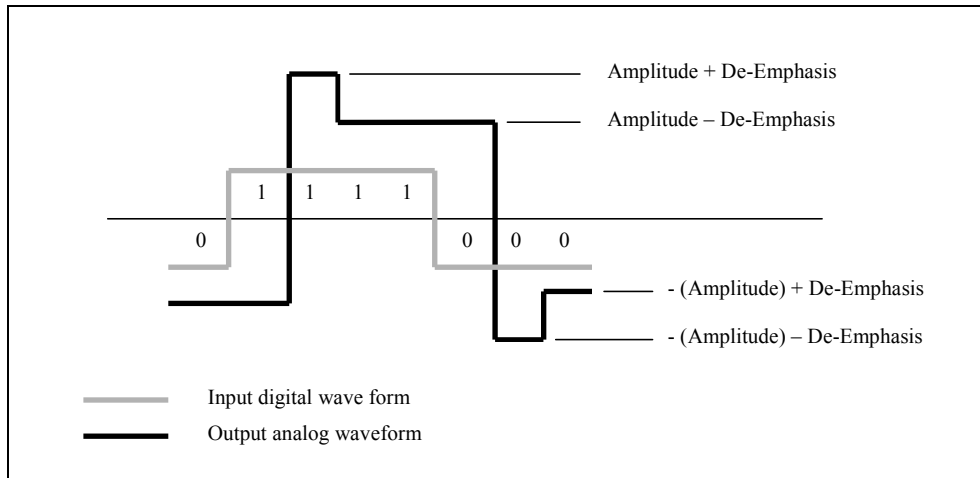 Amplitude + De-Emphasis
Amplitude – De-Emphasis
1 1 1 1
0 0 0 0
- (Amplitude) + De-Emphasis
- (Amplitude) – De-Emphasis
Input digital wave form
Output analog waveform